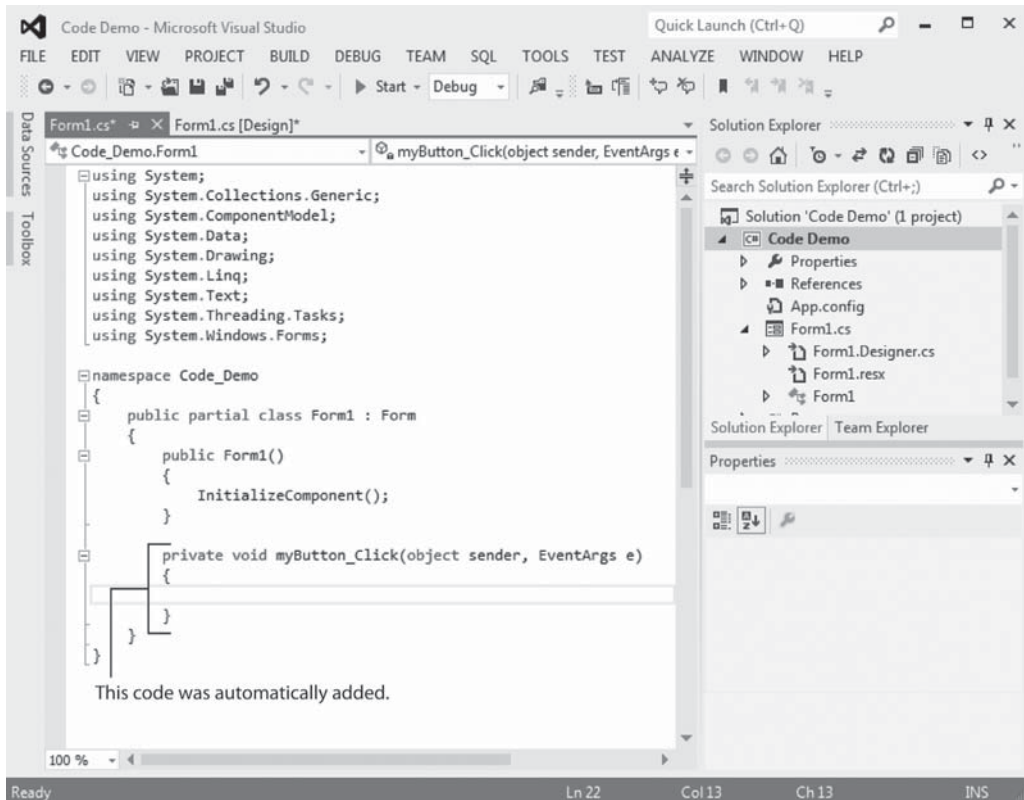 Code Demo - Microsoft Visual Studio
Quick Launch (Ctrl+Q)
FILE EDIT VIEW PROJECT BUILD DEBUG TEAM SQL TOOLS TEST ANALYZE WINDOW HELP
Start Debug
Data Sources
Toolbox
Form1.cs* Form1.cs [Design]*
Code_Demo.Form1 myButton_Click(object sender, EventArgs e
using System;
using System.Collections.Generic;
using System.ComponentModel;
using System.Data;
using System.Drawing;
using System.Linq;
using System.Text;
using System.Threading.Tasks;
using System.Windows.Forms;
namespace Code_Demo
{
public partial class Form1 : Form
{
public Form1()
{
InitializeComponent();
}
private void myButton_Click(object sender, EventArgs e)
{
}
}
}
This code was automatically added.
100 %
Solution Explorer
Search Solution Explorer (Ctrl+;)
Solution 'Code Demo' (1 project)
C# Code Demo
Properties
References
App.config
Form1.cs
Form1.Designer.cs
Form1.resx
Form1
Solution Explorer Team Explorer
Properties
Ready Ln 22 Col 13 Ch 13 INS